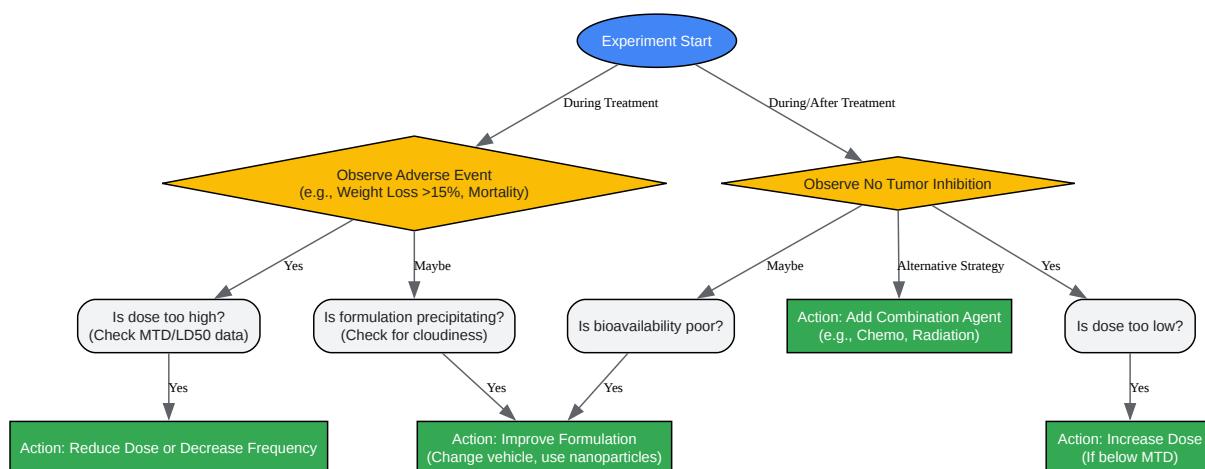 Experiment Start
During Treatment
During/After Treatment
Observe Adverse Event
(e.g., Weight Loss >15%, Mortality)
Observe No Tumor Inhibition
Yes
Maybe
Maybe
Alternative Strategy
Yes
Is dose too high?
(Check MTD/LD50 data)
Is formulation precipitating?
(Check for cloudiness)
Is bioavailability poor?
Action: Add Combination Agent
(e.g., Chemo, Radiation)
Is dose too low?
Yes
Yes
Yes
Yes
Action: Reduce Dose or Decrease Frequency
Action: Improve Formulation
(Change vehicle, use nanoparticles)
Action: Increase Dose
(If below MTD)